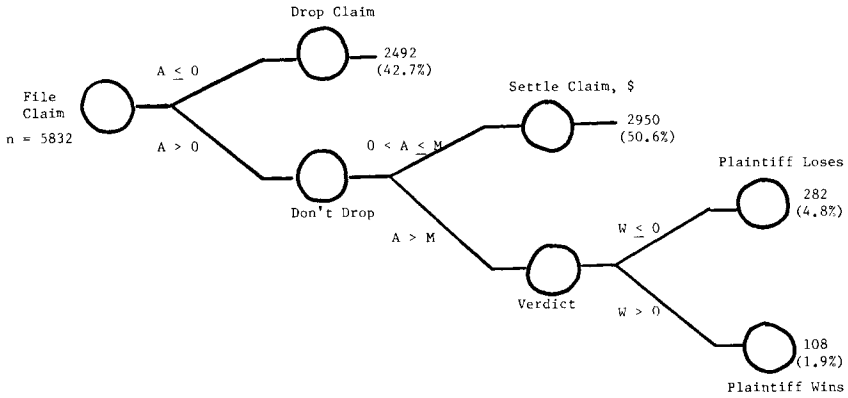 Drop Claim
2492
(42.7%)
A ≤ 0
File
Claim
n = 5832
A > 0
Don't Drop
Settle Claim, $
2950
(50.6%)
0 < A ≤ M
A > M
Verdict
Plaintiff Loses
282
(4.8%)
W ≤ 0
W > 0
108
(1.9%)
Plaintiff Wins